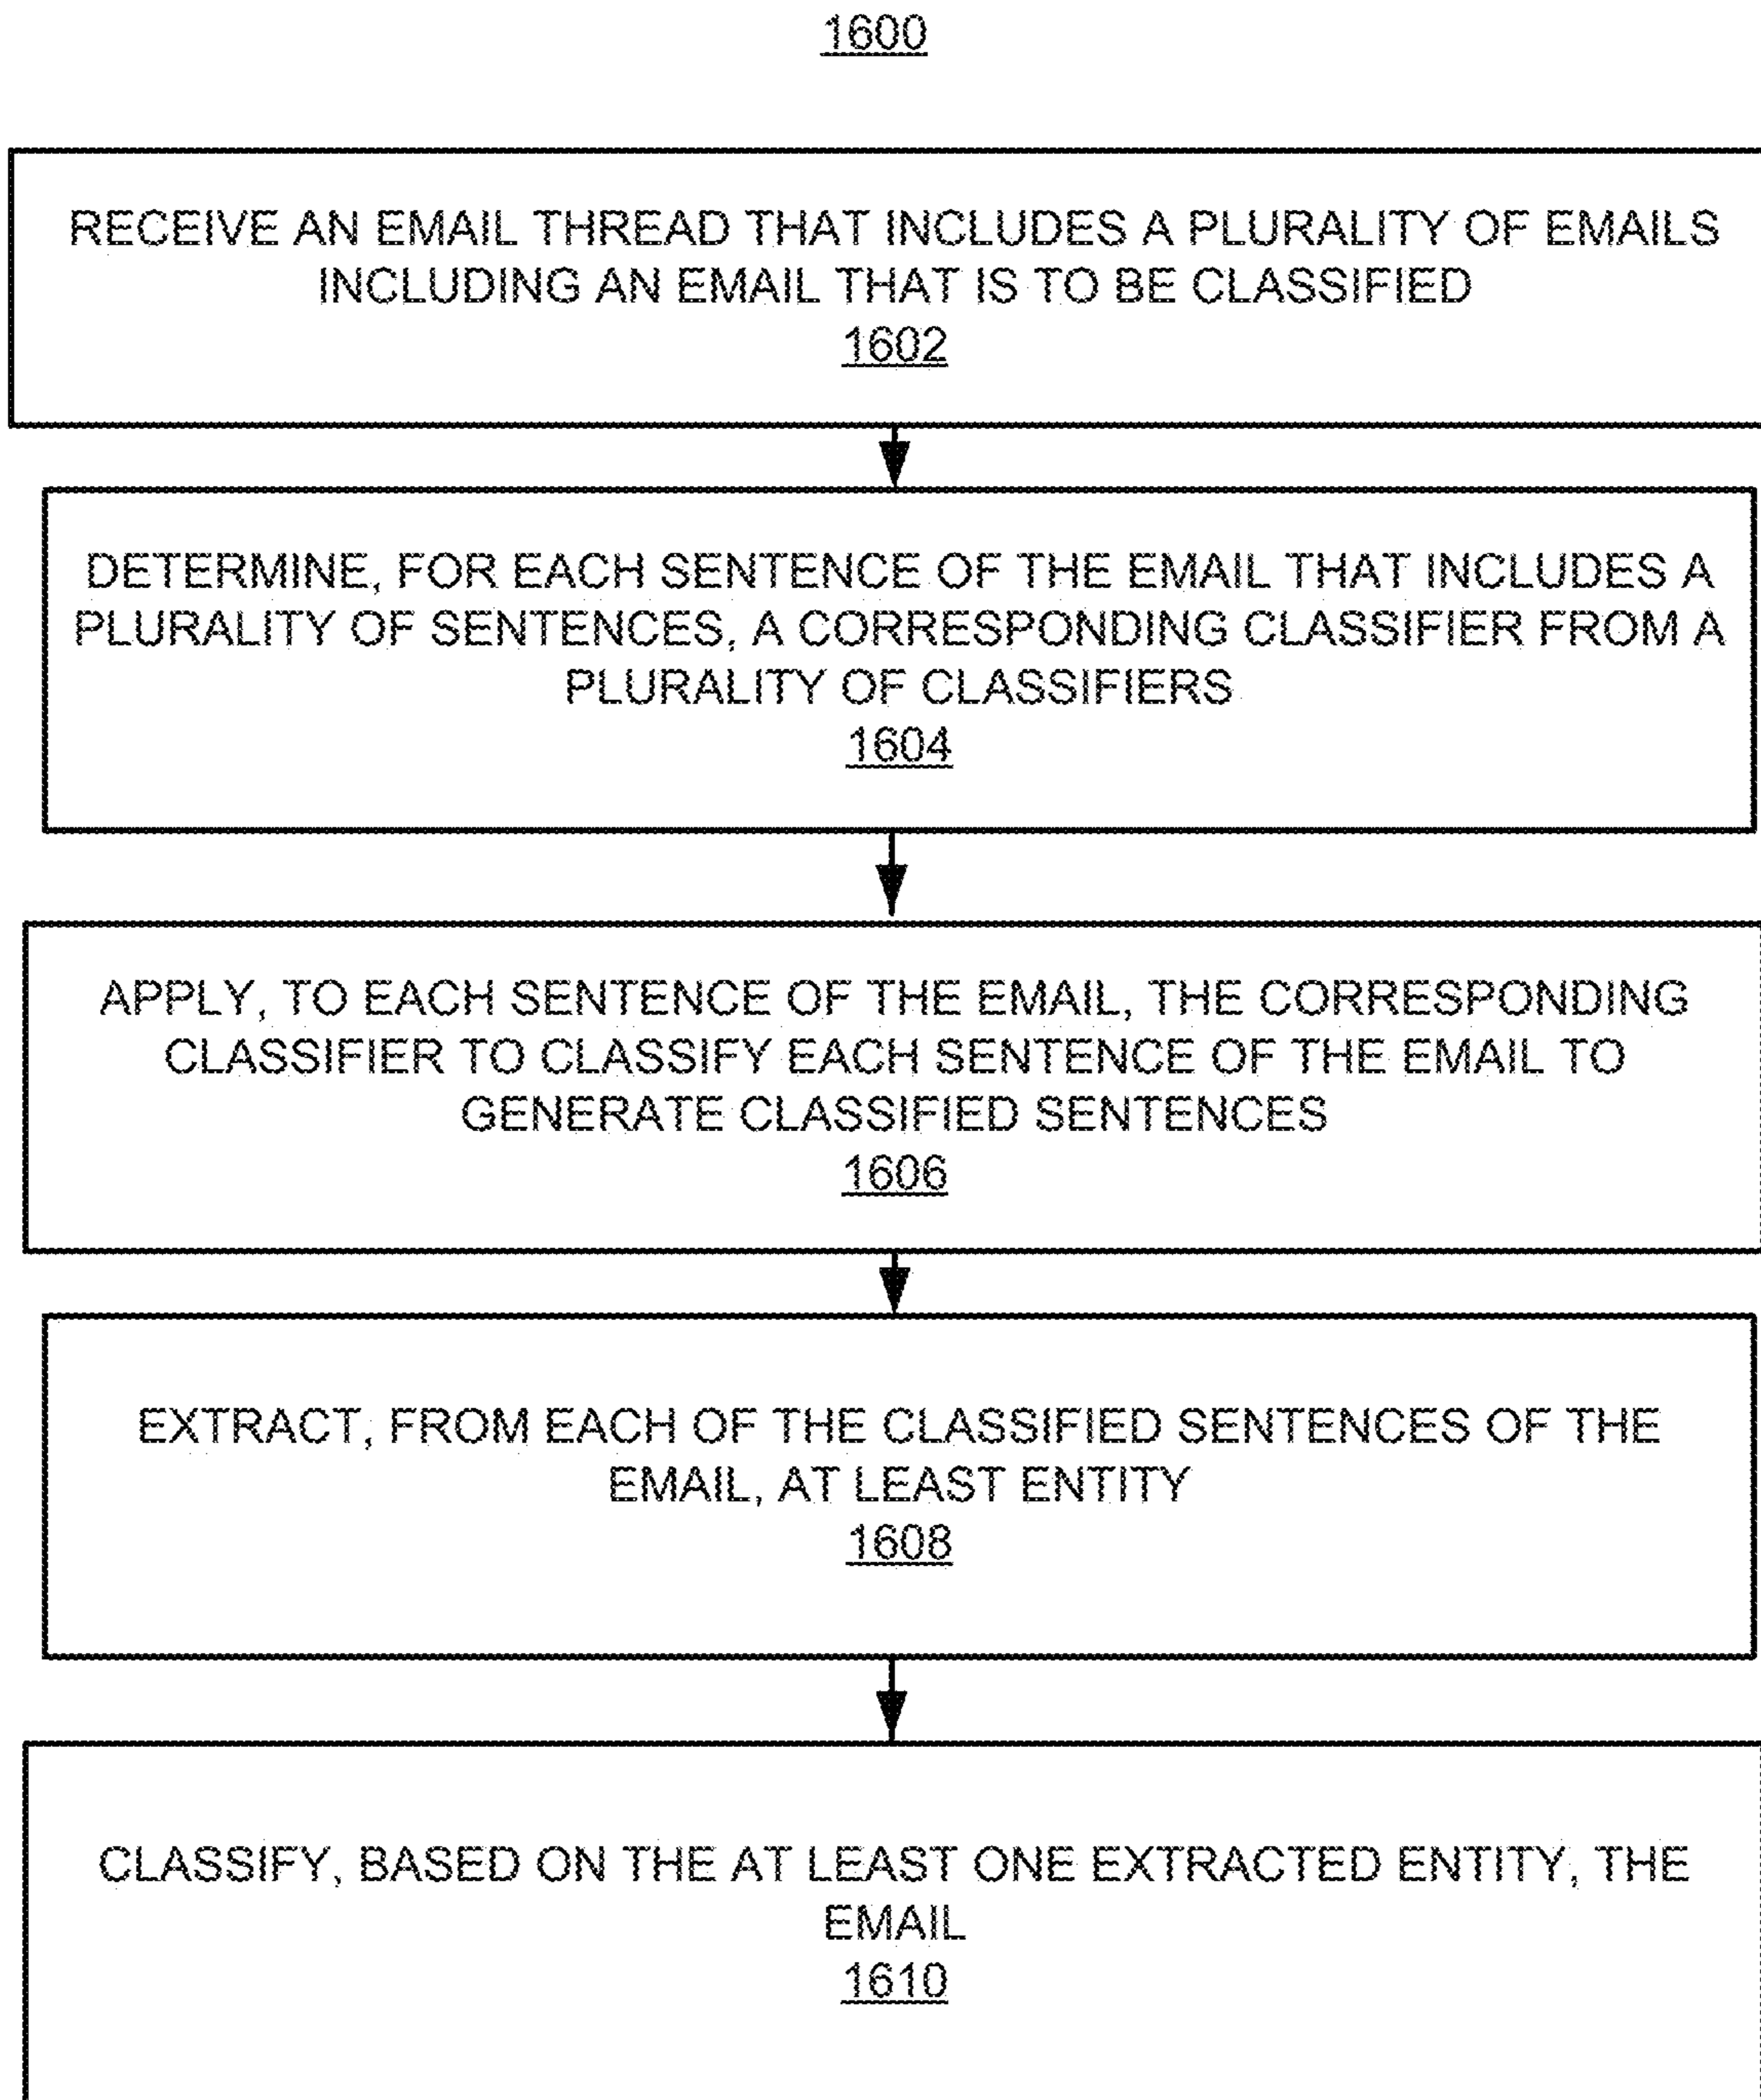 1600
RECEIVE AN EMAIL THREAD THAT INCLUDES A PLURALITY OF EMAILS
INCLUDING AN EMAIL THAT IS TO BE CLASSIFIED
1602
DETERMINE, FOR EACH SENTENCE OF THE EMAIL THAT INCLUDES A
PLURALITY OF SENTENCES, A CORRESPONDING CLASSIFIER FROM A
PLURALITY OF CLASSIFIERS
1604
APPLY, TO EACH SENTENCE OF THE EMAIL, THE CORRESPONDING
CLASSIFIER TO CLASSIFY EACH SENTENCE OF THE EMAIL TO
GENERATE CLASSIFIED SENTENCES
1606
EXTRACT, FROM EACH OF THE CLASSIFIED SENTENCES OF THE
EMAIL, AT LEAST ENTITY
1608
CLASSIFY, BASED ON THE AT LEAST ONE EXTRACTED ENTITY, THE
EMAIL
1610